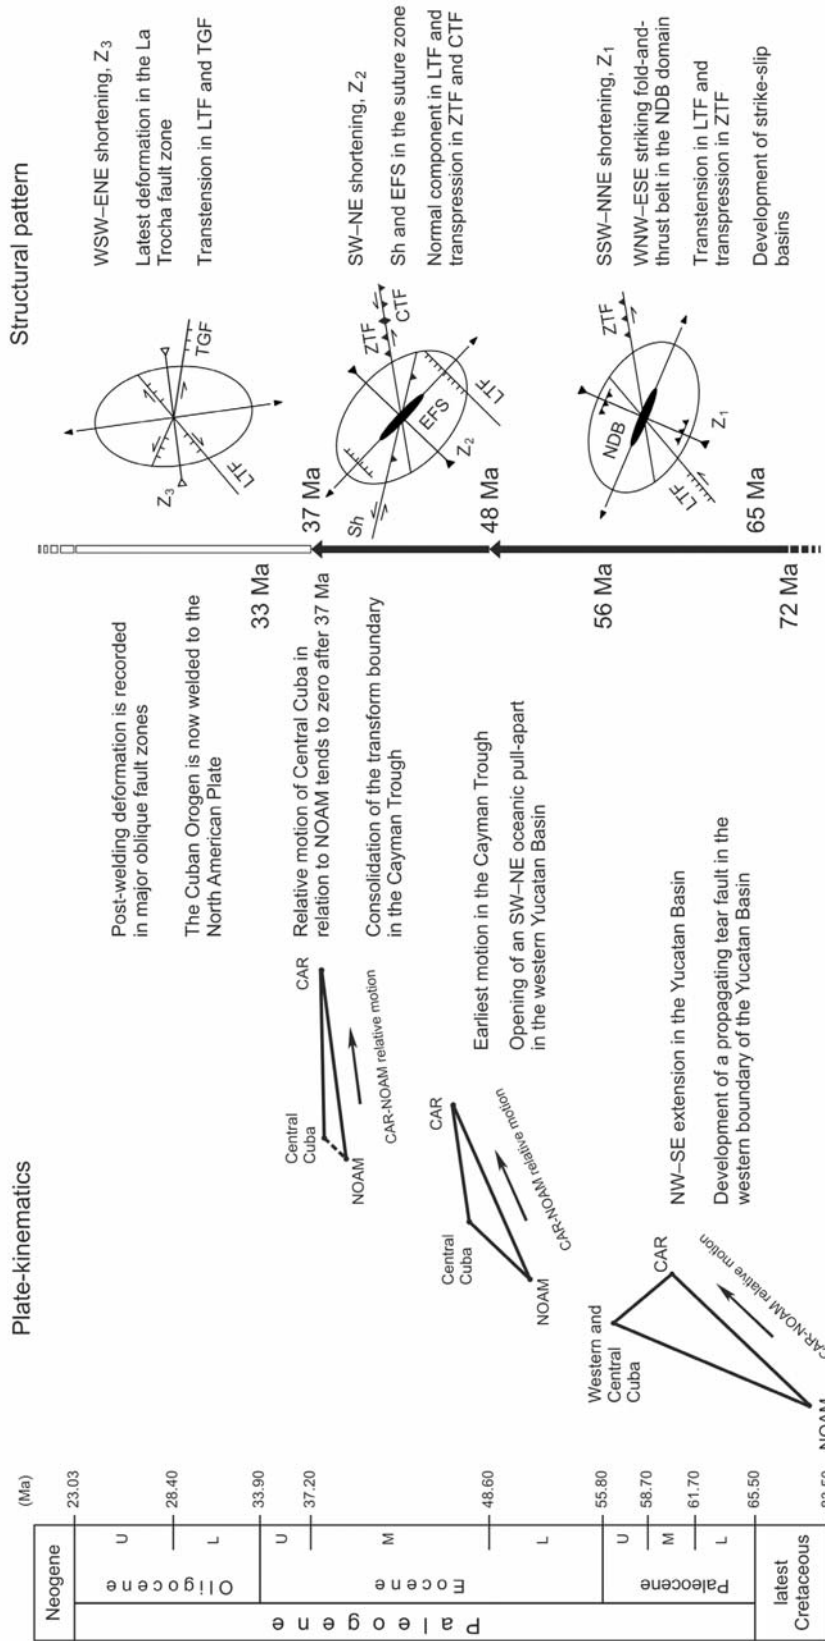 Plate-kinematics
Structural pattern
(Ma)
Neogene
Paleogene
Oligocene
Eocene
Paleocene
latest
Cretaceous
U
L
U
M
L
U
M
L
23.03
28.40
33.90
37.20
48.60
55.80
58.70
61.70
65.50
Post-welding deformation is recorded
in major oblique fault zones
The Cuban Orogen is now welded to the
North American Plate
33 Ma
Central
Cuba
CAR
NOAM
CAR-NOAM relative motion
Relative motion of Central Cuba in
relation to NOAM tends to zero after 37 Ma
Consolidation of the transform boundary
in the Cayman Trough
Central
Cuba
CAR
NOAM
CAR-NOAM relative motion
Earliest motion in the Cayman Trough
Opening of an SW–NE oceanic pull-apart
in the western Yucatan Basin
Western and
Central
Cuba
CAR
NOAM
CAR-NOAM relative motion
NW–SE extension in the Yucatan Basin
Development of a propagating tear fault in the
western boundary of the Yucatan Basin
56 Ma
72 Ma
37 Ma
48 Ma
65 Ma
Z3
LTF
TGF
WSW–ENE shortening, Z3
Latest deformation in the La
Trocha fault zone
Transtension in LTF and TGF
Sh
ZTF
CTF
EFS
Z2
LTF
SW–NE shortening, Z2
Sh and EFS in the suture zone
Normal component in LTF and
transpression in ZTF and CTF
NDB
ZTF
LTF
Z1
SSW–NNE shortening, Z1
WNW–ESE striking fold-and-
thrust belt in the NDB domain
Transtension in LTF and
transpression in ZTF
Development of strike-slip
basins